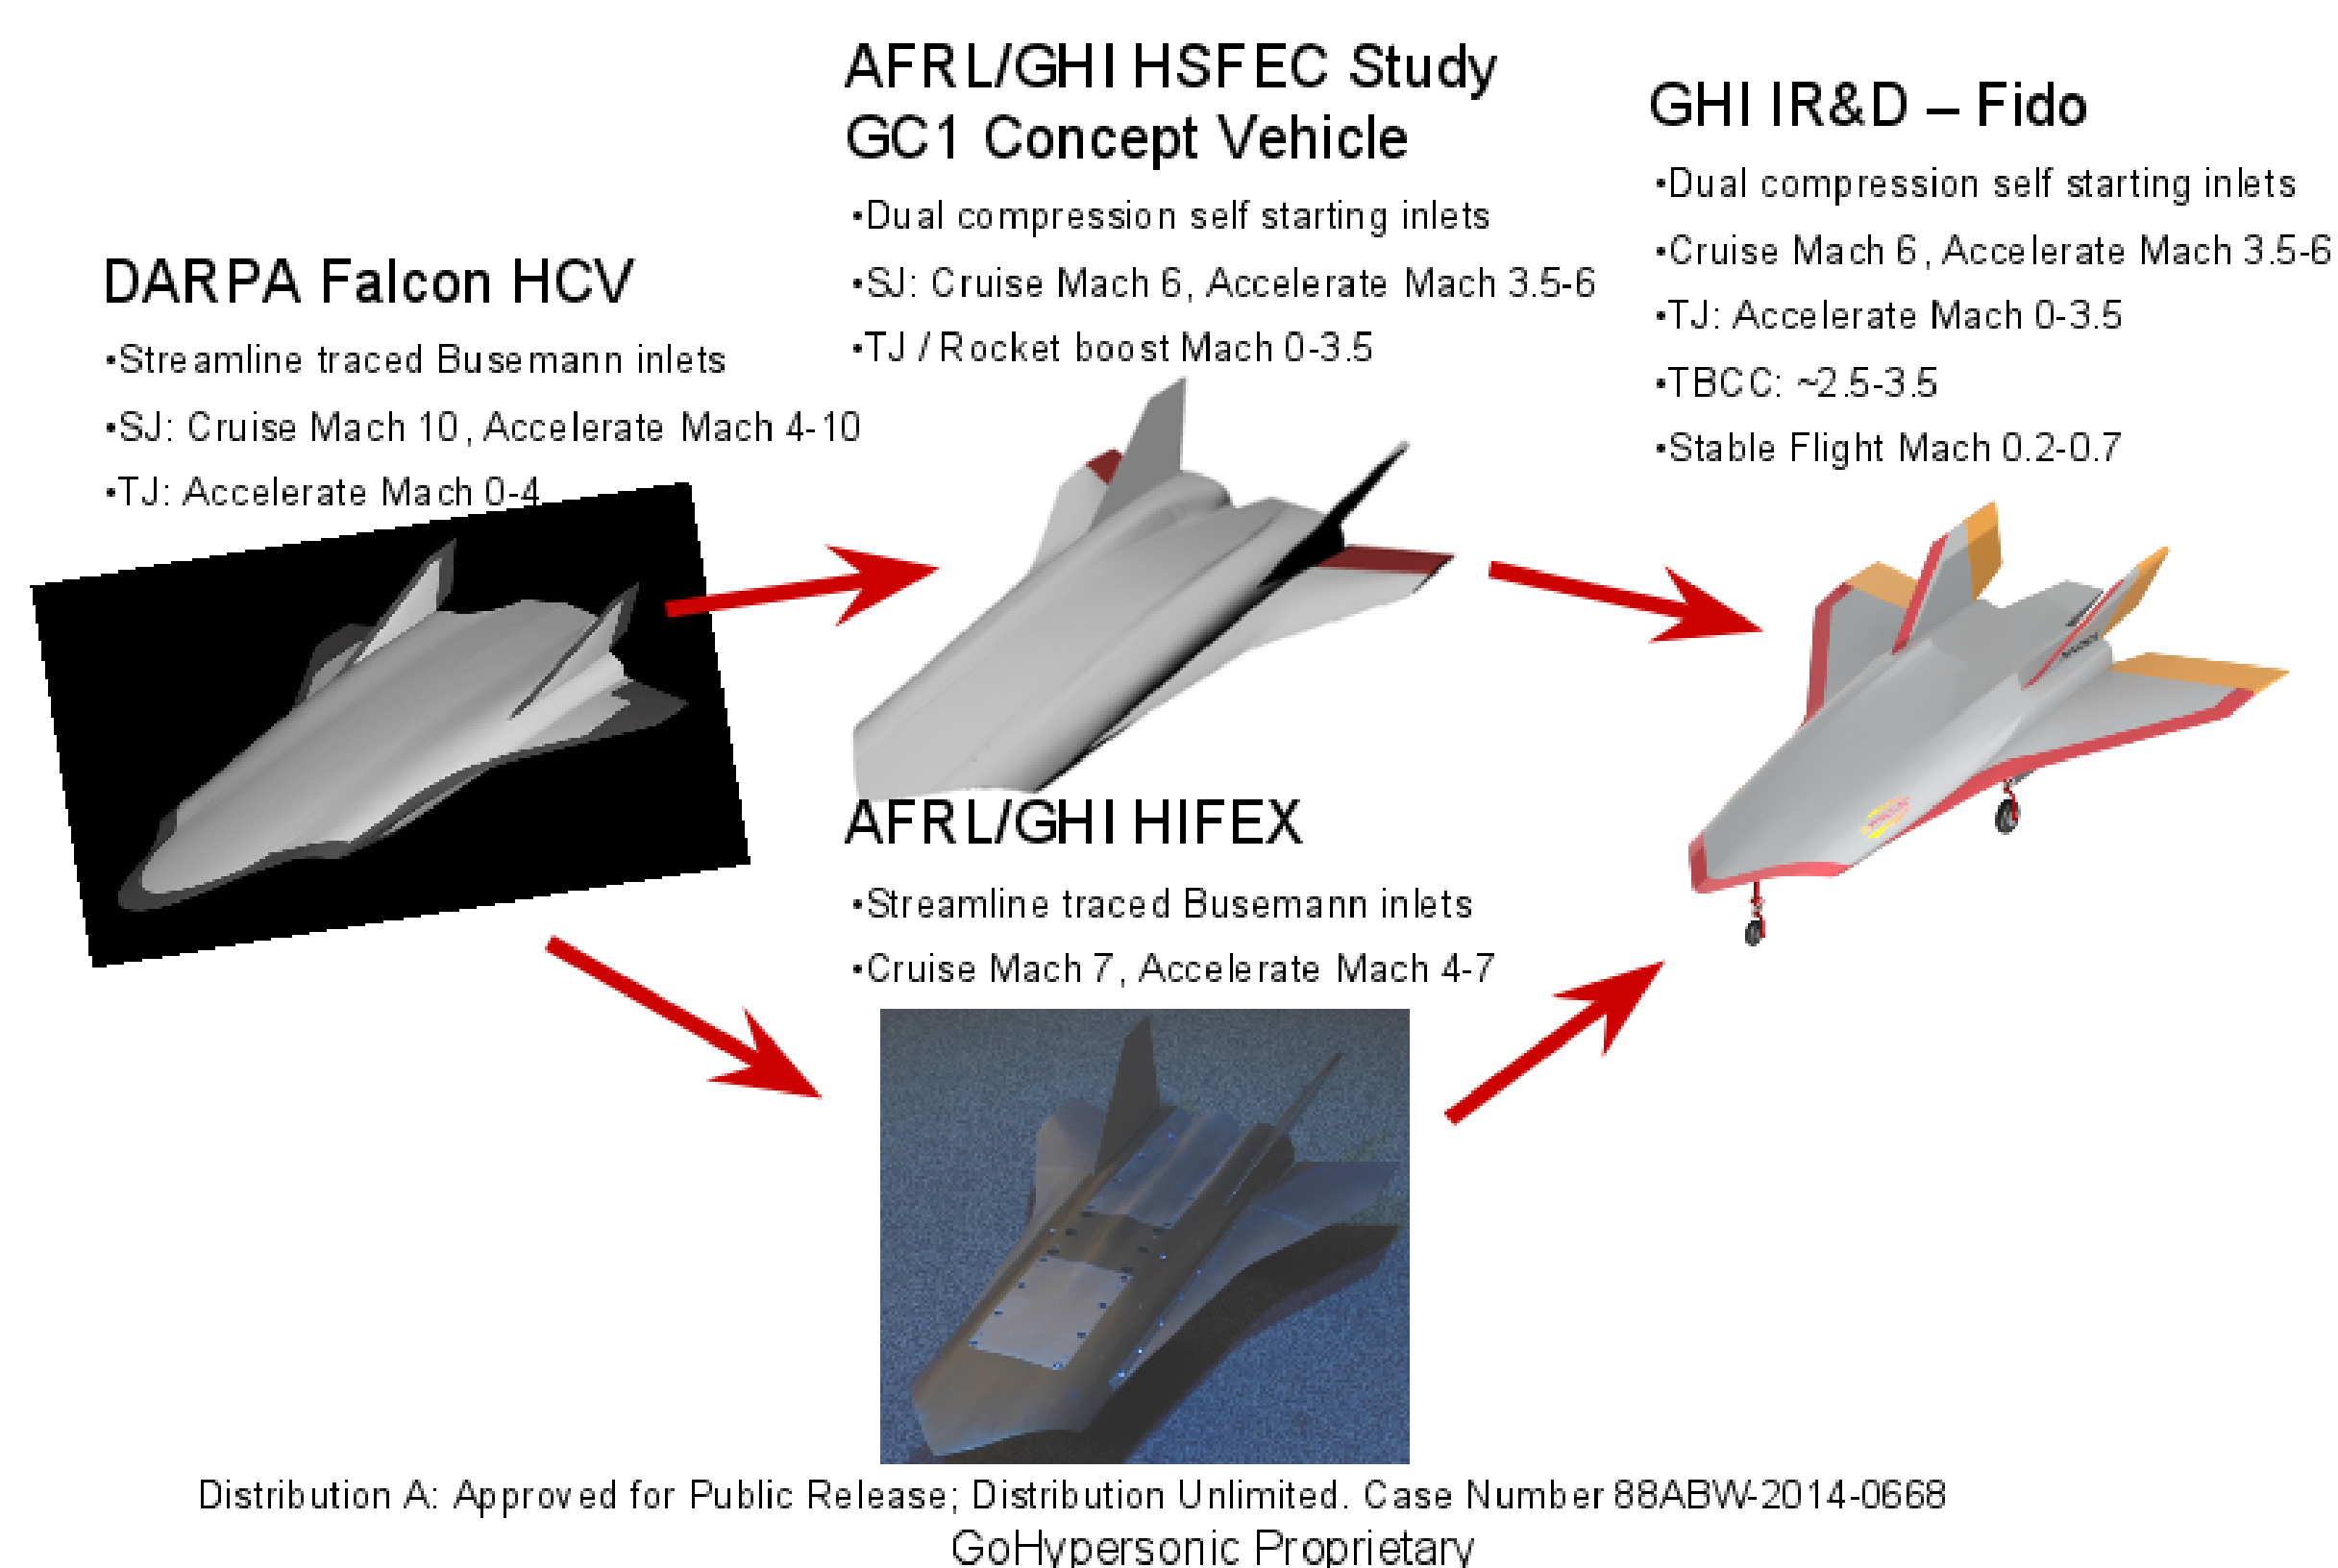 DARPA Falcon HCV
•Streamline traced Busemann inlets
•SJ: Cruise Mach 10, Accelerate Mach 4-10
•TJ: Accelerate Mach 0-4
AFRL/GHI HSFEC Study
GC1 Concept Vehicle
•Dual compression self starting inlets
•SJ: Cruise Mach 6, Accelerate Mach 3.5-6
•TJ / Rocket boost Mach 0-3.5
AFRL/GHI HIFEX
•Streamline traced Busemann inlets
•Cruise Mach 7, Accelerate Mach 4-7
GHI IR&D – Fido
•Dual compression self starting inlets
•Cruise Mach 6, Accelerate Mach 3.5-6
•TJ: Accelerate Mach 0-3.5
•TBCC: ~2.5-3.5
•Stable Flight Mach 0.2-0.7
Distribution A: Approved for Public Release; Distribution Unlimited. Case Number 88ABW-2014-0668
GoHypersonic Proprietary